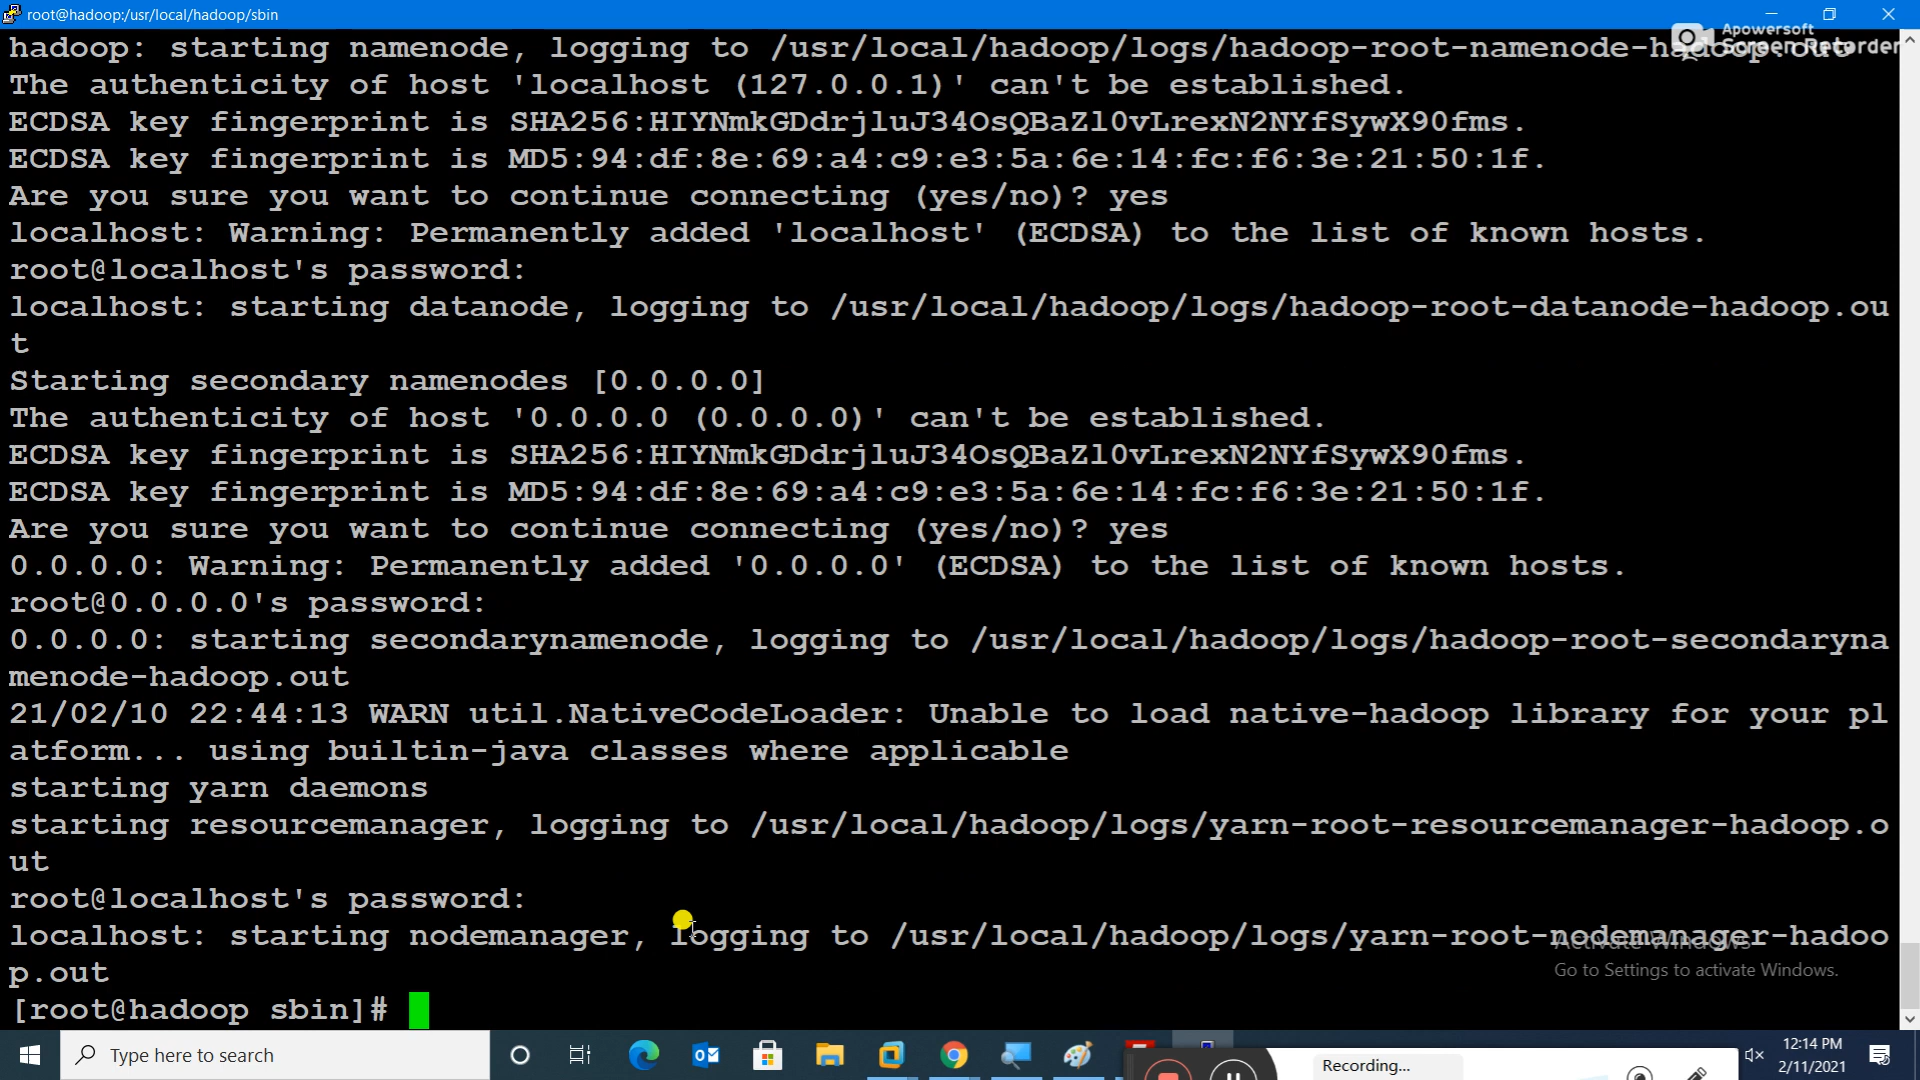 root@hadoop:/usr/local/hadoop/sbin
Apowersoft
Screen Recorder
hadoop: starting namenode, logging to /usr/local/hadoop/logs/hadoop-root-namenode-hadoop.out
The authenticity of host 'localhost (127.0.0.1)' can't be established.
ECDSA key fingerprint is SHA256:HIYNmkGDdrjluJ34OsQBaZl0vLrexN2NYfSywX90fms.
ECDSA key fingerprint is MD5:94:df:8e:69:a4:c9:e3:5a:6e:14:fc:f6:3e:21:50:1f.
Are you sure you want to continue connecting (yes/no)? yes
localhost: Warning: Permanently added 'localhost' (ECDSA) to the list of known hosts.
root@localhost's password:
localhost: starting datanode, logging to /usr/local/hadoop/logs/hadoop-root-datanode-hadoop.ou
t
Starting secondary namenodes [0.0.0.0]
The authenticity of host '0.0.0.0 (0.0.0.0)' can't be established.
ECDSA key fingerprint is SHA256:HIYNmkGDdrjluJ34OsQBaZl0vLrexN2NYfSywX90fms.
ECDSA key fingerprint is MD5:94:df:8e:69:a4:c9:e3:5a:6e:14:fc:f6:3e:21:50:1f.
Are you sure you want to continue connecting (yes/no)? yes
0.0.0.0: Warning: Permanently added '0.0.0.0' (ECDSA) to the list of known hosts.
root@0.0.0.0's password:
0.0.0.0: starting secondarynamenode, logging to /usr/local/hadoop/logs/hadoop-root-secondaryna
menode-hadoop.out
21/02/10 22:44:13 WARN util.NativeCodeLoader: Unable to load native-hadoop library for your pl
atform... using builtin-java classes where applicable
starting yarn daemons
starting resourcemanager, logging to /usr/local/hadoop/logs/yarn-root-resourcemanager-hadoop.o
ut
root@localhost's password:
localhost: starting nodemanager, logging to /usr/local/hadoop/logs/yarn-root-nodemanager-hadoo
p.out
[root@hadoop sbin]#
Activate Windows
Go to Settings to activate Windows.
Type here to search
Recording...
12:14 PM
2/11/2021